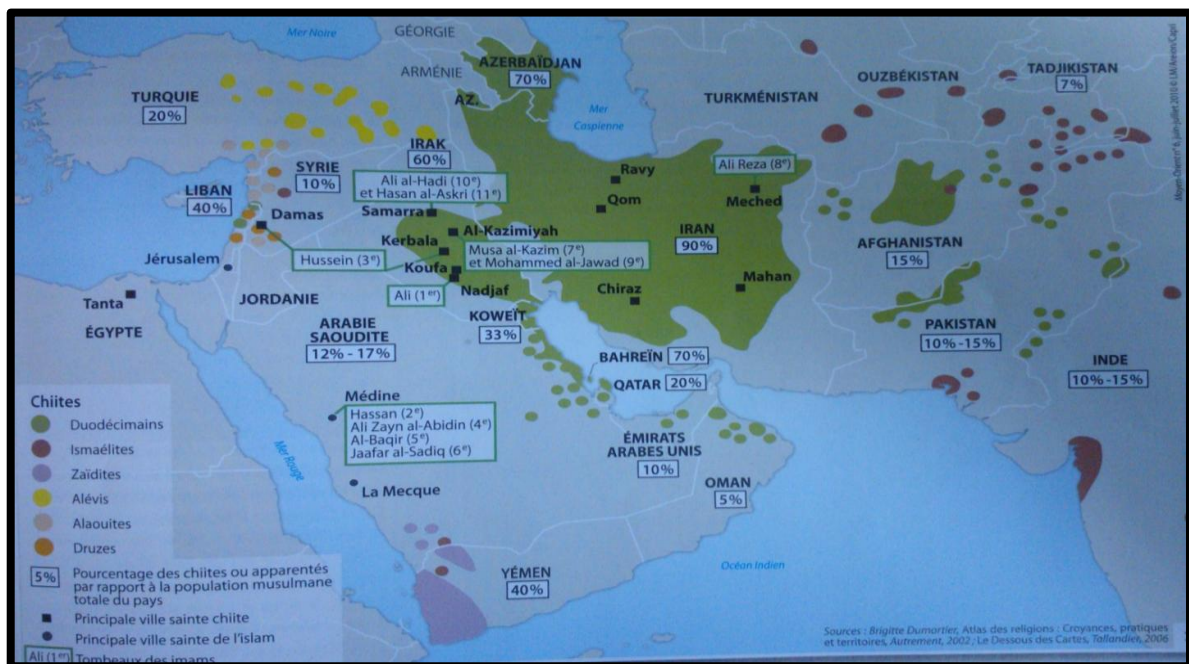 Mer Noire
GÉORGIE
ARMÉNIE
AZERBAÏDJAN
70%
AZ.
Mer
Caspienne
OUZBÉKISTAN
TADJIKISTAN
7%
TURKMÉNISTAN
TURQUIE
20%
IRAK
60%
SYRIE
10%
LIBAN
40%
Ali al-Hadi (10e)
et Hasan al-Askri (11e)
Samarra
Ravy
Qom
Ali Reza (8e)
Meched
Damas
Al-Kazimiyah
Kerbala
Musa al-Kazim (7e)
et Mohammed al-Jawad (9e)
IRAN
90%
AFGHANISTAN
15%
Hussein (3e)
Jérusalem
Koufa
Ali (1er)
Nadjaf
Mahan
Chiraz
Tanta
ÉGYPTE
JORDANIE
ARABIE
SAOUDITE
12% - 17%
KOWEÏT
33%
PAKISTAN
10% -15%
INDE
10% -15%
BAHREÏN 70%
QATAR 20%
Médine
Hassan (2e)
Ali Zayn al-Abidin (4e)
Al-Baqir (5e)
Jaafar al-Sadiq (6e)
ÉMIRATS
ARABES UNIS
10%
OMAN
5%
Mer Rouge
La Mecque
YÉMEN
40%
Océan Indien
Chiites
Duodécimains
Ismaélites
Zaïdites
Alévis
Alaouites
Druzes
5% Pourcentage des chiites ou apparentés
par rapport à la population musulmane
totale du pays
Principale ville sainte chiite
Principale ville sainte de l'islam
Ali (1er) Tombeaux des imams
Sources : Brigitte Dumortier, Atlas des religions : Croyances, pratiques
et territoires, Autrement, 2002 ; Le Dessous des Cartes, Tallandier, 2006
Moyen-Orient n° 6, juin-juillet 2010 ©